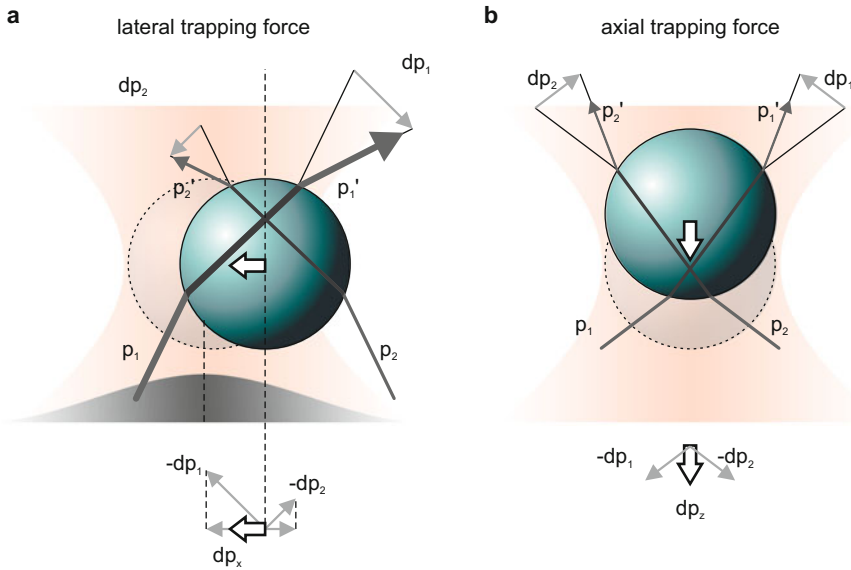 a
lateral trapping force
dp₂
dp₁
p₂'
p₁'
p₁
p₂
-dp₁
-dp₂
dpₓ
b
axial trapping force
dp₂
dp₁
p₂'
p₁'
p₁
p₂
-dp₁
-dp₂
dp_z